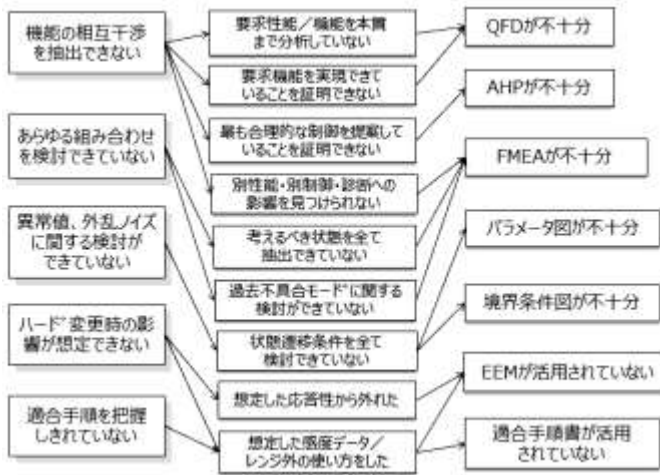 機能の相互干渉
を抽出できない
あらゆる組み合わせ
を検討できていない
異常値、外乱ノイズ
に関する検討が
できていない
ハード変更時の影
響が想定できない
適合手順を把握
しきれていない
要求性能／機能を本質
まで分析していない
要求機能を実現できて
いることを証明できない
最も合理的な制御を提案して
いることを証明できない
別性能・別制御・診断への
影響を見つけられない
考えるべき状態を全て
抽出できていない
過去不具合モードに関する
検討ができていない
状態遷移条件を全て
検討できていない
想定した応答性から外れた
想定した感度データ／
レンジ外の使い方をした
QFDが不十分
AHPが不十分
FMEAが不十分
パラメータ図が不十分
境界条件図が不十分
EEMが活用されていない
適合手順書が活用
されていない